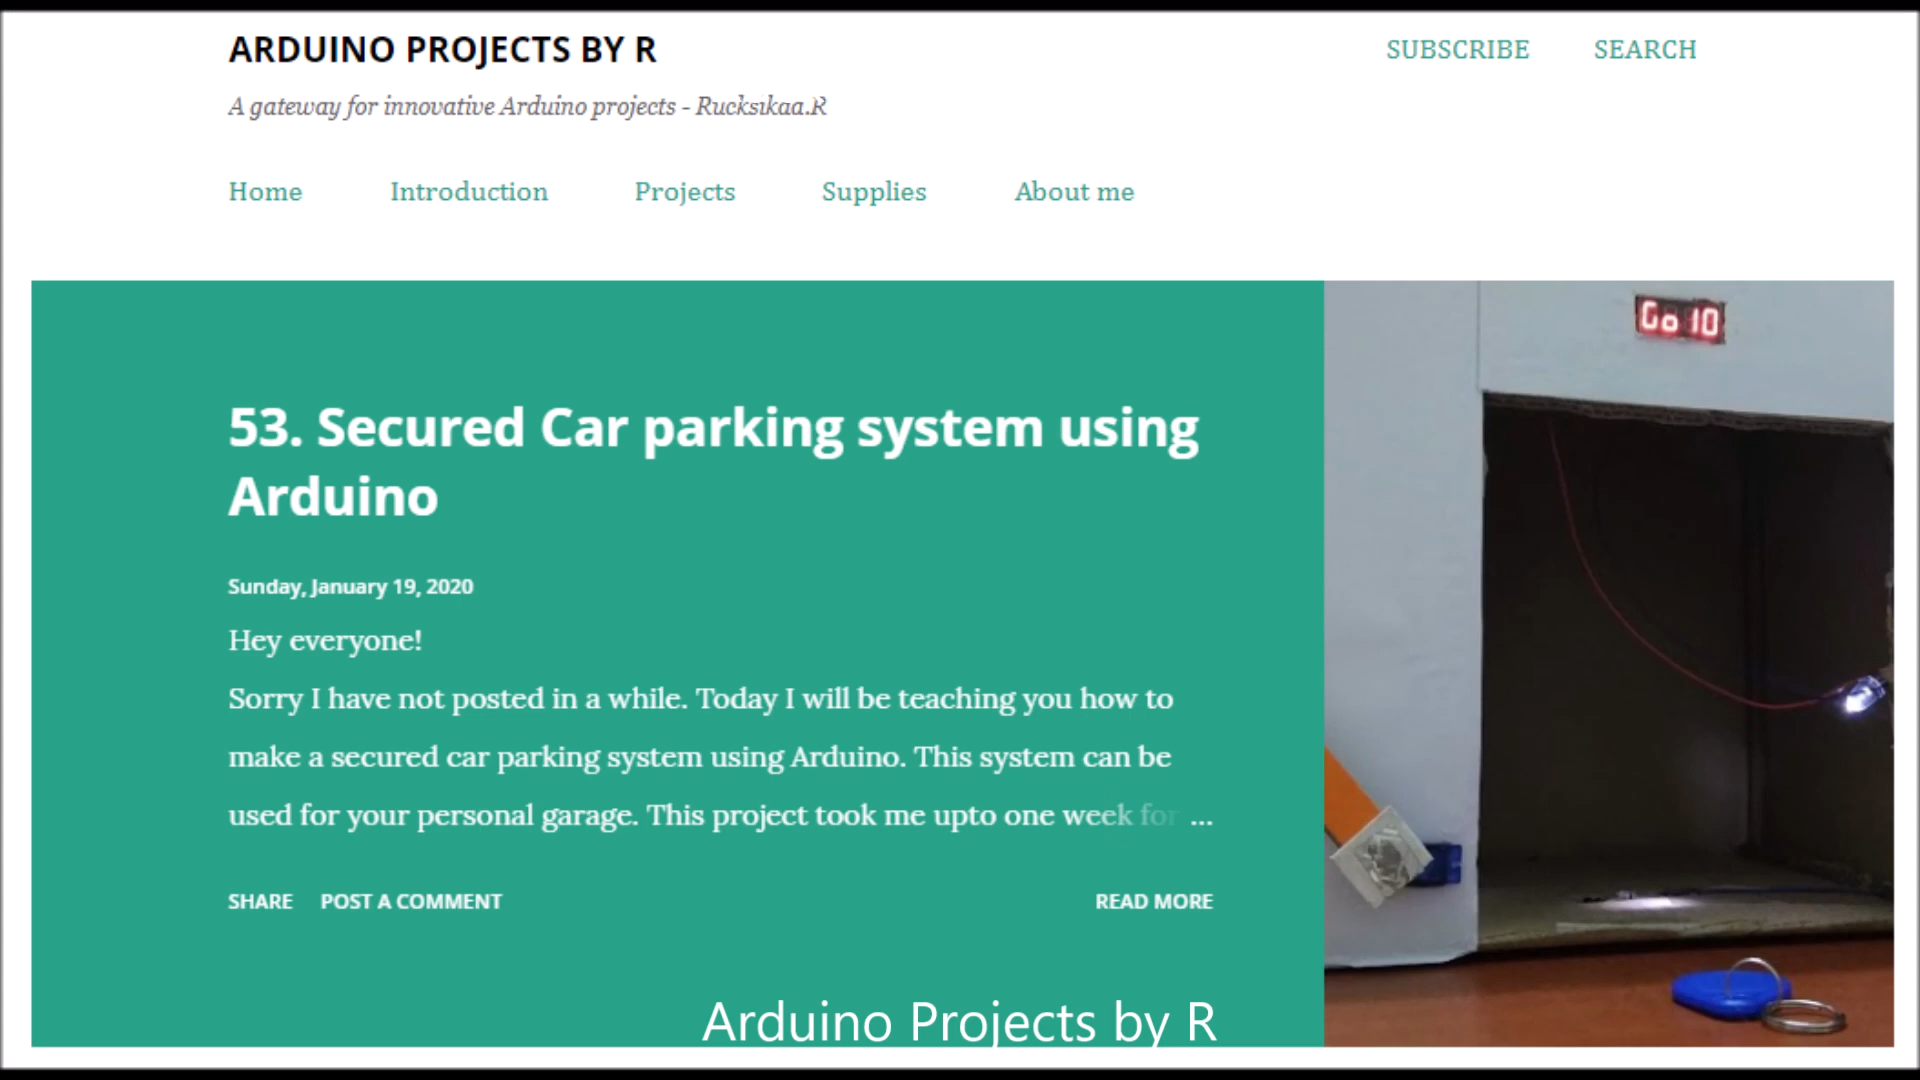 ARDUINO PROJECTS BY R
SUBSCRIBE
SEARCH
A gateway for innovative Arduino projects - Rucksikaa.R
Home
Introduction
Projects
Supplies
About me
Go 10
53. Secured Car parking system using
Arduino
Sunday, January 19, 2020
Hey everyone!
Sorry I have not posted in a while. Today I will be teaching you how to
make a secured car parking system using Arduino. This system can be
used for your personal garage. This project took me upto one week for ...
SHARE
POST A COMMENT
READ MORE
Arduino Projects by R